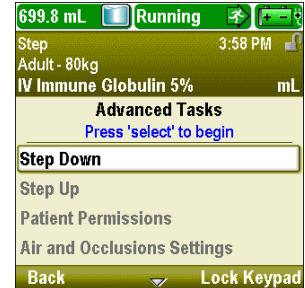 699.8 mL Running
Step 3:58 PM
Adult - 80kg
IV Immune Globulin 5% mL
Advanced Tasks
Press 'select' to begin
Step Down
Step Up
Patient Permissions
Air and Occlusions Settings
Back Lock Keypad